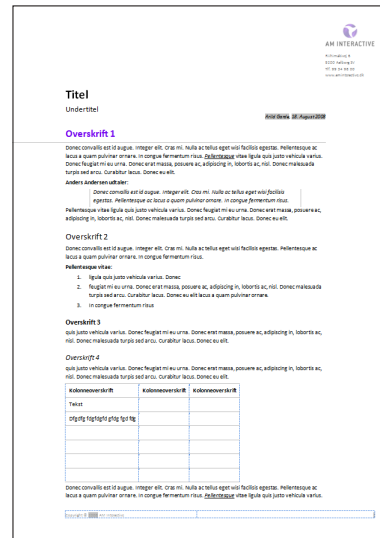 AM INTERACTIVE
9000 Aalborg SV
www.aminteractive.dk
Titel
Undertitel
18. August 2008
Overskrift 1
Donec convallis est id augue. Integer elit. Cras mi. Nulla ac tellus eget wisi facilisis egestas. Pellentesque ac
lacus a quam pulvinar ornare. In congue fermentum risus. Pellentesque vitae ligula quis justo vehicula varius.
Donec feugiat mi eu urna. Donec erat massa, posuere ac, adipiscing in, lobortis ac, nisl. Donec malesuada
turpis sed arcu. Curabitur lacus. Donec eu elit.
Anders Andersen udtaler:
Donec convallis est id augue. Integer elit. Cras mi. Nulla ac tellus eget wisi facilisis
egestas. Pellentesque ac lacus a quam pulvinar ornare. In congue fermentum risus.
Pellentesque vitae ligula quis justo vehicula varius. Donec feugiat mi eu urna. Donec erat massa, posuere ac,
adipiscing in, lobortis ac, nisl. Donec malesuada turpis sed arcu. Curabitur lacus. Donec eu elit.
Overskrift 2
Donec convallis est id augue. Integer elit. Cras mi. Nulla ac tellus eget wisi facilisis egestas. Pellentesque ac
lacus a quam pulvinar ornare. In congue fermentum risus.
Pellentesque vitae:
1. ligula quis justo vehicula varius. Donec
2. feugiat mi eu urna. Donec erat massa, posuere ac, adipiscing in, lobortis ac, nisl. Donec malesuada
turpis sed arcu. Curabitur lacus. Donec eu elit lacus a quam pulvinar ornare.
3. In congue fermentum risus
Overskrift 3
quis justo vehicula varius. Donec feugiat mi eu urna. Donec erat massa, posuere ac, adipiscing in, lobortis ac,
nisl. Donec malesuada turpis sed arcu. Curabitur lacus. Donec eu elit.
Overskrift 4
quis justo vehicula varius. Donec feugiat mi eu urna. Donec erat massa, posuere ac, adipiscing in, lobortis ac,
nisl. Donec malesuada turpis sed arcu. Curabitur lacus. Donec eu elit.
Kolonneoverskrift Kolonneoverskrift Kolonneoverskrift
Tekst
Dfgdfg fdgfdgfd gfdg fgd fdg
Donec convallis est id augue. Integer elit. Cras mi. Nulla ac tellus eget wisi facilisis egestas. Pellentesque ac
lacus a quam pulvinar ornare. In congue fermentum risus. Pellentesque vitae ligula quis justo vehicula varius.
Copyright © AM Interactive